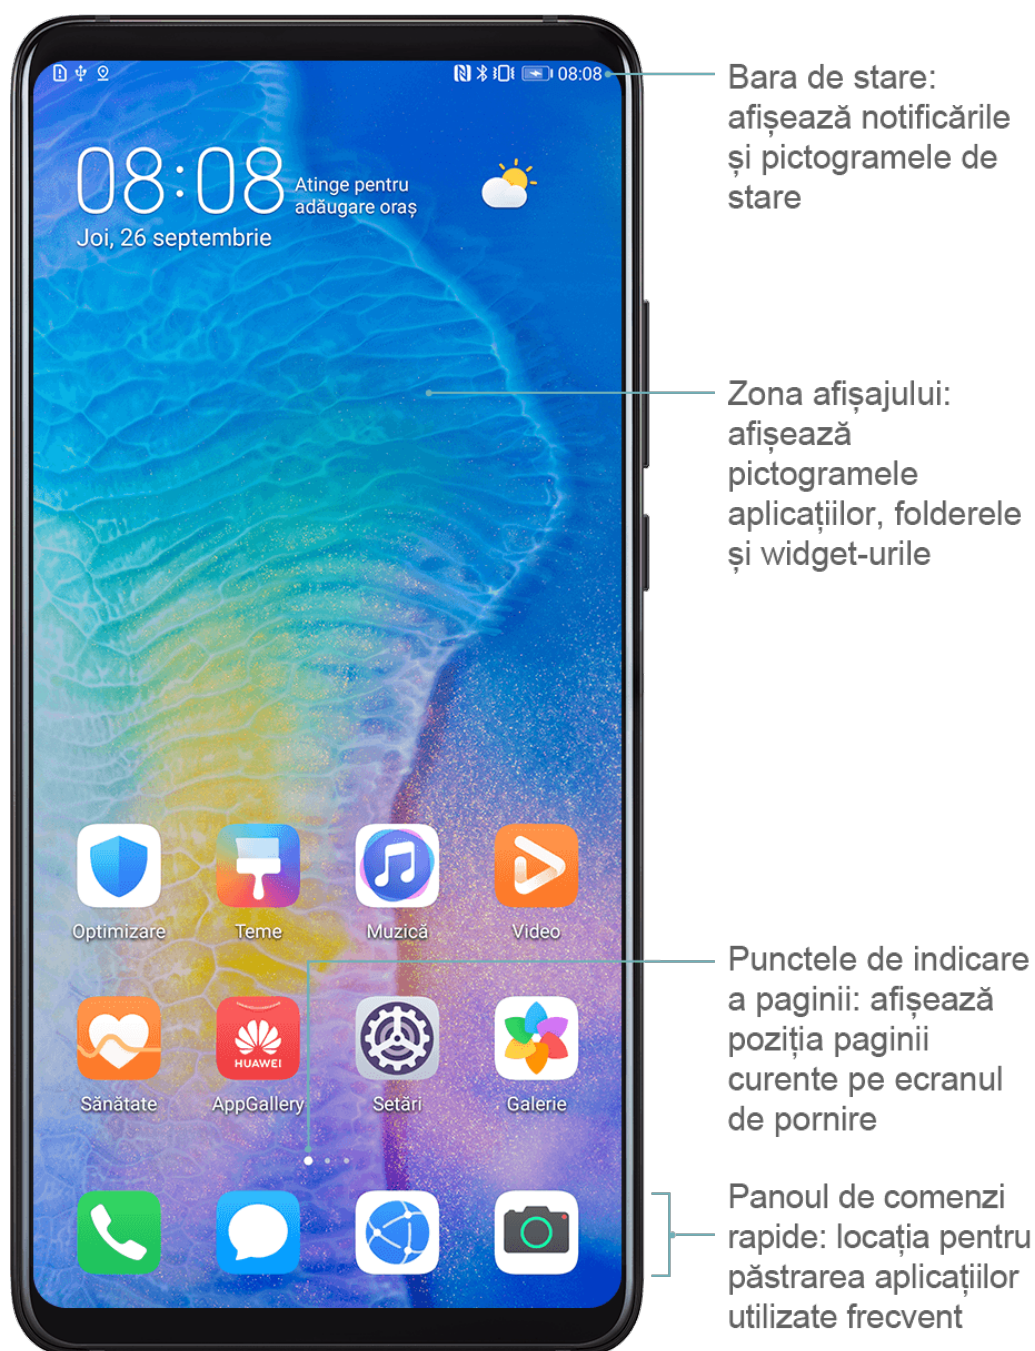 08:08
Bara de stare:
afișează notificările
și pictogramele de
stare
08:08
Atinge pentru
adăugare oraș
Joi, 26 septembrie
Zona afișajului:
afișează
pictogramele
aplicațiilor, folderele
și widget-urile
Optimizare
Teme
Muzică
Video
Punctele de indicare
a paginii: afișează
poziția paginii
curente pe ecranul
de pornire
HUAWEI
Sănătate
AppGallery
Setări
Galerie
Panoul de comenzi
rapide: locația pentru
păstrarea aplicațiilor
utilizate frecvent